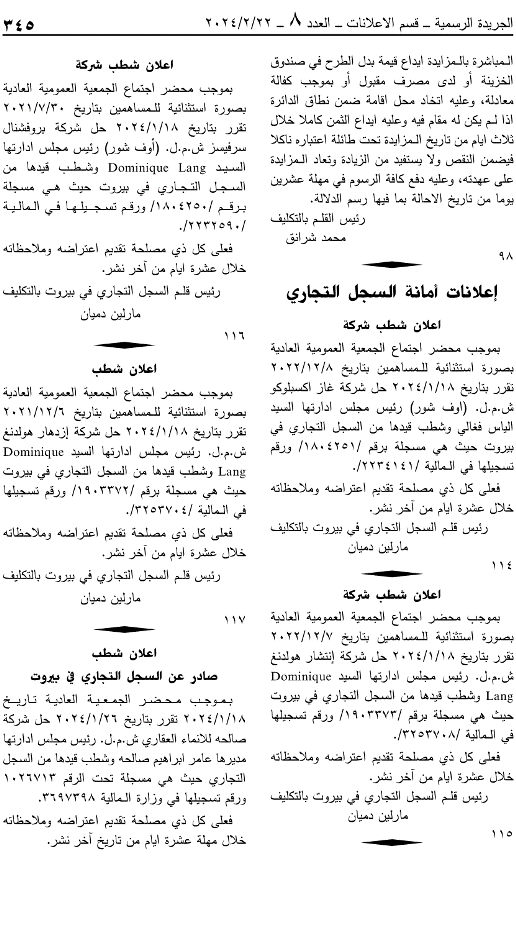 الجريدة الرسمية ــ قسم الاعلانات ــ العدد ٨ ــ ٢٠٢٤/٢/٢٢
٣٤٥
المباشرة بالمزايدة ايداع قيمة بدل الطرح في صندوق
الخزينة أو لدى مصرف مقبول أو بموجب كفالة
معادلة، وعليه اتخاد محل اقامة ضمن نطاق الدائرة
اذا لم يكن له مقام فيه وعليه ايداع الثمن كاملا خلال
ثلاث ايام من تاريخ المزايدة تحت طائلة اعتباره ناكلا
فيضمن النقص ولا يستفيد من الزيادة وتعاد المزايدة
على عهدته، وعليه دفع كافة الرسوم في مهلة عشرين
يوما من تاريخ الاحالة بما فيها رسم الدلالة.
رئيس القلم بالتكليف
محمد شرانق
٩٨
إعلانات أمانة السجل التجاري
اعلان شطب شركة
بموجب محضر اجتماع الجمعية العمومية العادية
بصورة استثنائية للمساهمين بتاريخ ٢٠٢٢/١٢/٨
تقرر بتاريخ ٢٠٢٤/١/١٨ حل شركة غاز اكسبلوكو
ش.م.ل. (اوف شور) رئيس مجلس ادارتها السيد
الياس فغالي وشطب قيدها من السجل التجاري في
بيروت حيث هي مسجلة برقم /١٨٠٤٢٥١/ ورقم
تسجيلها في المالية /٢٢٣٤١٤١/.
فعلى كل ذي مصلحة تقديم اعتراضه وملاحظاته
خلال عشرة ايام من آخر نشر.
رئيس قلم السجل التجاري في بيروت بالتكليف
مارلين دميان
١١٤
اعلان شطب شركة
بموجب محضر اجتماع الجمعية العمومية العادية
بصورة استثنائية للمساهمين بتاريخ ٢٠٢٢/١٢/٧
تقرر بتاريخ ٢٠٢٤/١/١٨ حل شركة إنتشار هولدنغ
ش.م.ل. رئيس مجلس ادارتها السيد Dominique
Lang وشطب قيدها من السجل التجاري في بيروت
حيث هي مسجلة برقم /١٩٠٣٣٧٣/ ورقم تسجيلها
في المالية /٣٢٥٣٧٠٨/.
فعلى كل ذي مصلحة تقديم اعتراضه وملاحظاته
خلال عشرة ايام من آخر نشر.
رئيس قلم السجل التجاري في بيروت بالتكليف
مارلين دميان
١١٥
اعلان شطب شركة
بموجب محضر اجتماع الجمعية العمومية العادية
بصورة استثنائية للمساهمين بتاريخ ٢٠٢١/٧/٣٠
تقرر بتاريخ ٢٠٢٤/١/١٨ حل شركة بروفشنال
سرفيسز ش.م.ل. (أوف شور) رئيس مجلس ادارتها
السيد Dominique Lang وشطب قيدها من
السجل التجاري في بيروت حيث هي مسجلة
برقم /١٨٠٤٢٥٠/ ورقم تسجيلها في المالية
/٢٢٣٢٥٩٠/.
فعلى كل ذي مصلحة تقديم اعتراضه وملاحظاته
خلال عشرة ايام من آخر نشر.
رئيس قلم السجل التجاري في بيروت بالتكليف
مارلين دميان
١١٦
اعلان شطب
بموجب محضر اجتماع الجمعية العمومية العادية
بصورة استثنائية للمساهمين بتاريخ ٢٠٢١/١٢/٦
تقرر بتاريخ ٢٠٢٤/١/١٨ حل شركة إزدهار هولدنغ
ش.م.ل. رئيس مجلس ادارتها السيد Dominique
Lang وشطب قيدها من السجل التجاري في بيروت
حيث هي مسجلة برقم /١٩٠٣٣٧٢/ ورقم تسجيلها
في المالية /٣٢٥٣٧٠٤/.
فعلى كل ذي مصلحة تقديم اعتراضه وملاحظاته
خلال عشرة ايام من آخر نشر.
رئيس قلم السجل التجاري في بيروت بالتكليف
مارلين دميان
١١٧
اعلان شطب
صادر عن السجل التجاري في بيروت
بموجب محضر الجمعية العادية تاريخ
٢٠٢٤/١/١٨ تقرر بتاريخ ٢٠٢٤/١/٢٦ حل شركة
صالحه للانماء العقاري ش.م.ل. رئيس مجلس ادارتها
مديرها عامر ابراهيم صالحه وشطب قيدها من السجل
التجاري حيث هي مسجلة تحت الرقم ١٠٢٦٧١٣
ورقم تسجيلها في وزارة المالية ٣٦٩٧٣٩٨.
فعلى كل ذي مصلحة تقديم اعتراضه وملاحظاته
خلال مهلة عشرة ايام من تاريخ آخر نشر.